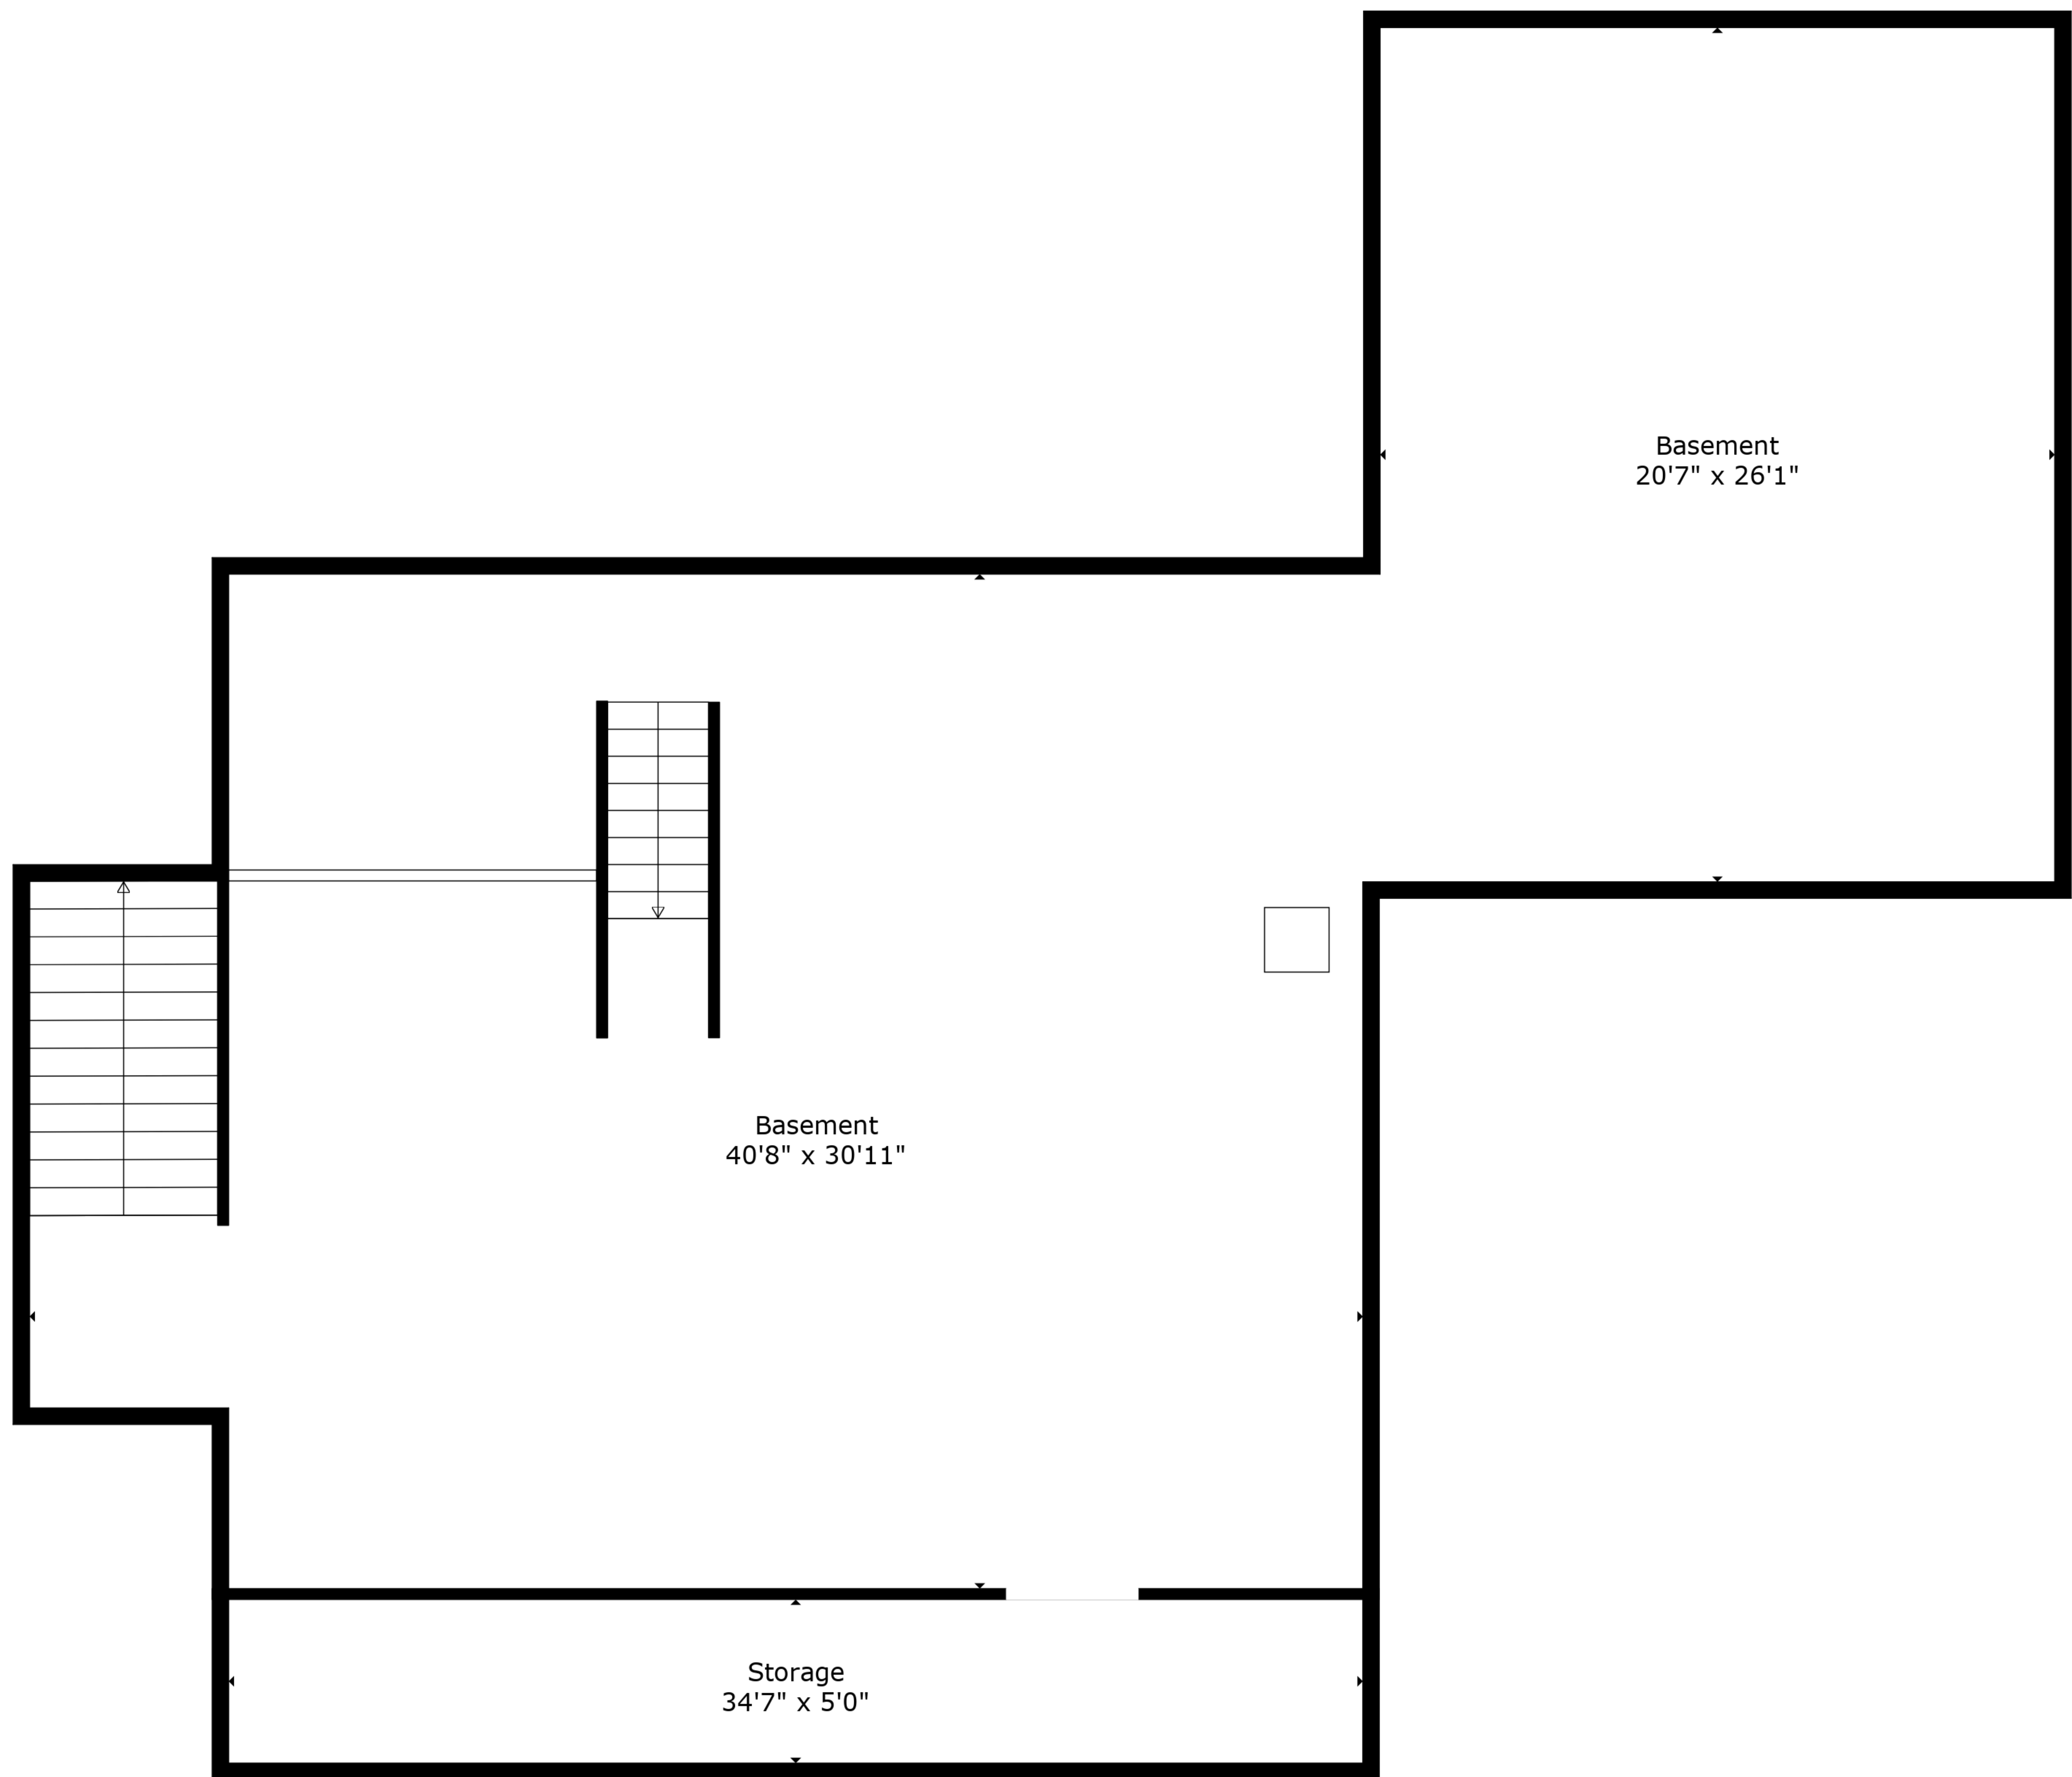 Basement
20'7" x 26'1"
Basement
40'8" x 30'11"
Storage
34'7" x 5'0"